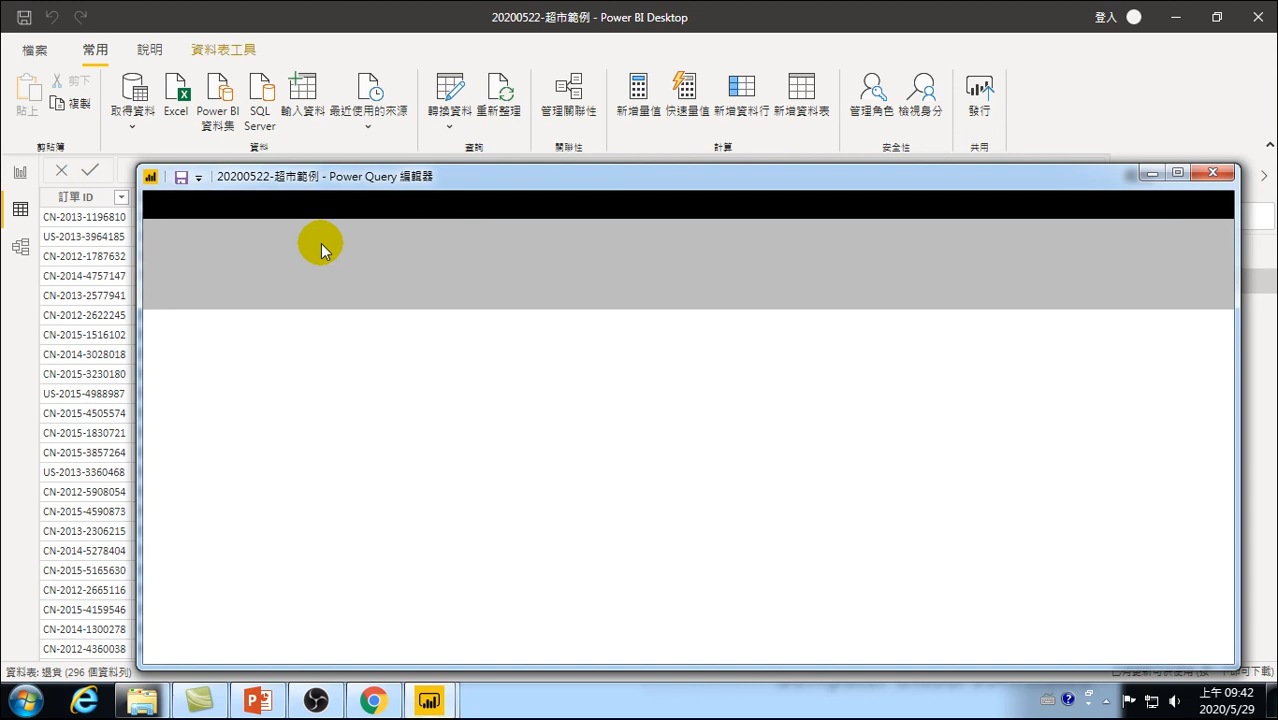 20200522-超市範例 - Power BI Desktop
登入
檔案 常用 說明 資料表工具
貼上
剪下
複製
取得資料
Excel
Power BI
資料集
SQL
Server
輸入資料
最近使用的來源
轉換資料
重新整理
管理關聯性
新增量值
快速量值
新增資料行
新增資料表
管理角色
檢視身分
發行
剪貼簿 資料 查詢 關聯性 計算 安全性 共用
20200522-超市範例 - Power Query 編輯器
訂單 ID
CN-2013-1196810
US-2013-3964185
CN-2012-1787632
CN-2014-4757147
CN-2013-2577941
CN-2012-2622245
CN-2015-1516102
CN-2014-3028018
CN-2015-3230180
US-2015-4988987
CN-2015-4505574
CN-2015-1830721
CN-2015-3857264
US-2013-3360468
CN-2012-5908054
CN-2015-4590873
CN-2013-2306215
CN-2014-5278404
CN-2015-5165630
CN-2012-2665116
CN-2015-4159546
CN-2014-1300278
CN-2012-4360038
資料表: 退貨 (296 個資料列)
上午 09:42
2020/5/29